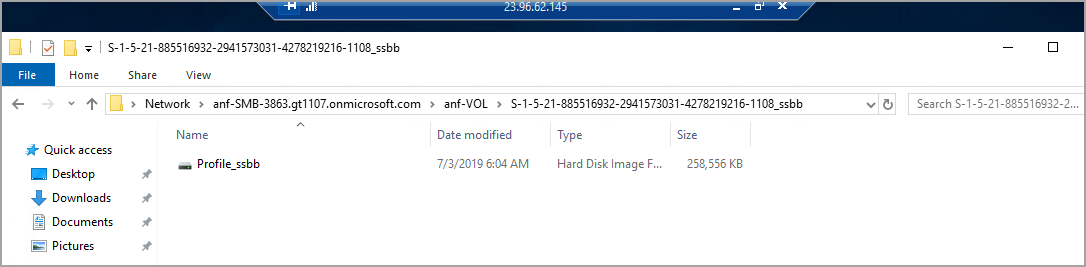 23.96.62.145
S-1-5-21-885516932-2941573031-4278219216-1108_ssbb
File Home Share View
Network > anf-SMB-3863.gt1107.onmicrosoft.com > anf-VOL > S-1-5-21-885516932-2941573031-4278219216-1108_ssbb
Search S-1-5-21-885516932-2...
Name Date modified Type Size
Quick access
Profile_ssbb 7/3/2019 6:04 AM Hard Disk Image F... 258,556 KB
Desktop
Downloads
Documents
Pictures